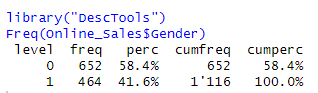 library("DescTools")
Freq(Online_Sales$Gender)
level freq perc cumfreq cumperc
0 652 58.4% 652 58.4%
1 464 41.6% 1'116 100.0%